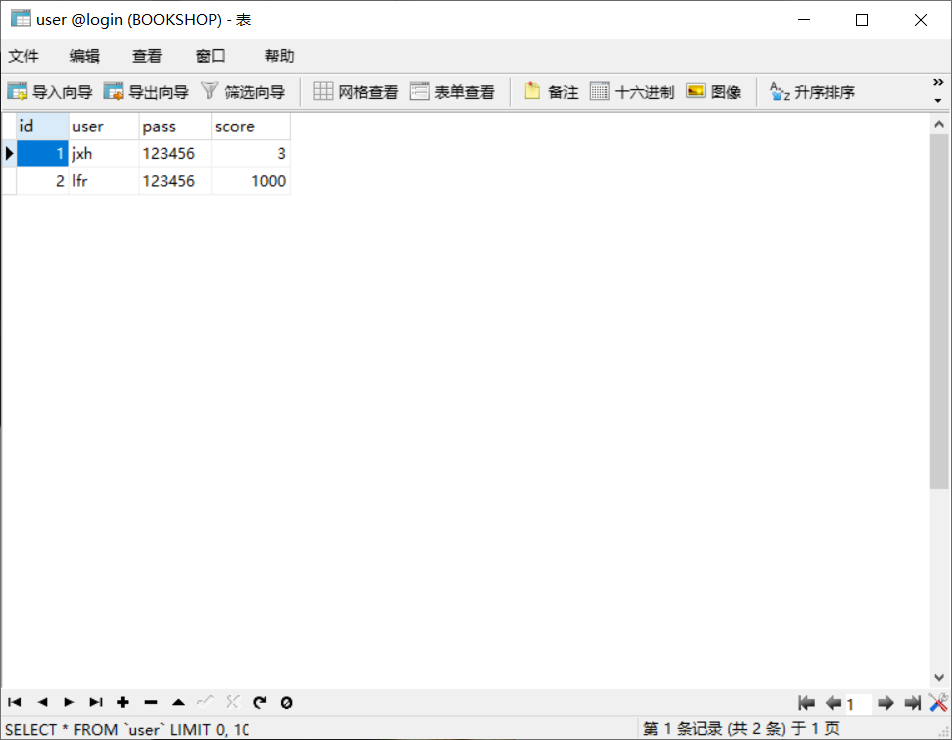 user @login (BOOKSHOP) - 表
文件 编辑 查看 窗口 帮助
导入向导 导出向导 筛选向导 网格查看 表单查看 备注 十六进制 图像 升序排序 »
id user pass score
1 jxh 123456 3
2 lfr 123456 1000
1
SELECT * FROM `user` LIMIT 0, 10 第 1 条记录 (共 2 条) 于 1 页